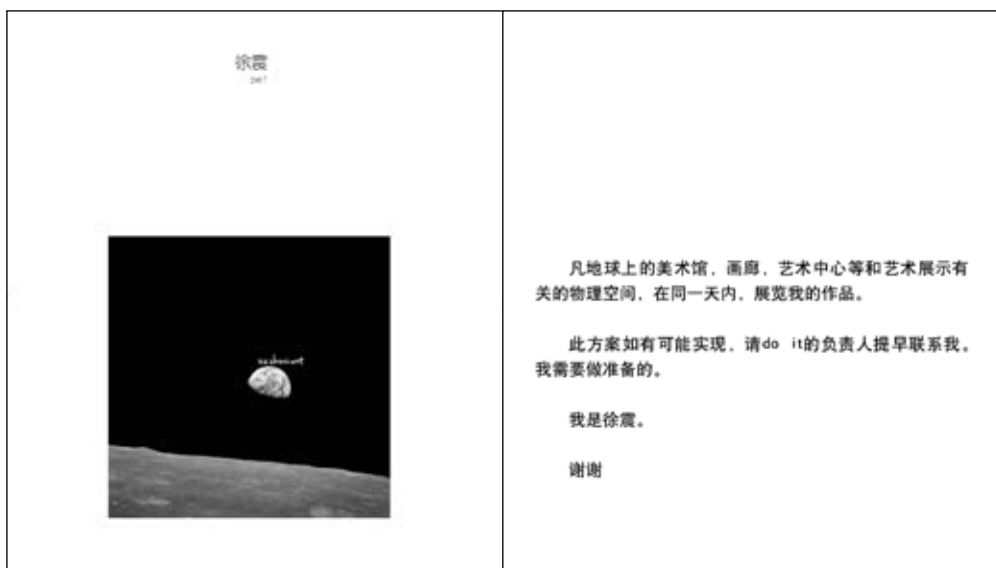 徐震
凡地球上的美术馆，画廊，艺术中心等和艺术展示有
关的物理空间，在同一天内，展览我的作品。
此方案如有可能实现，请do it的负责人提早联系我。
我需要做准备的。
我是徐震。
谢谢